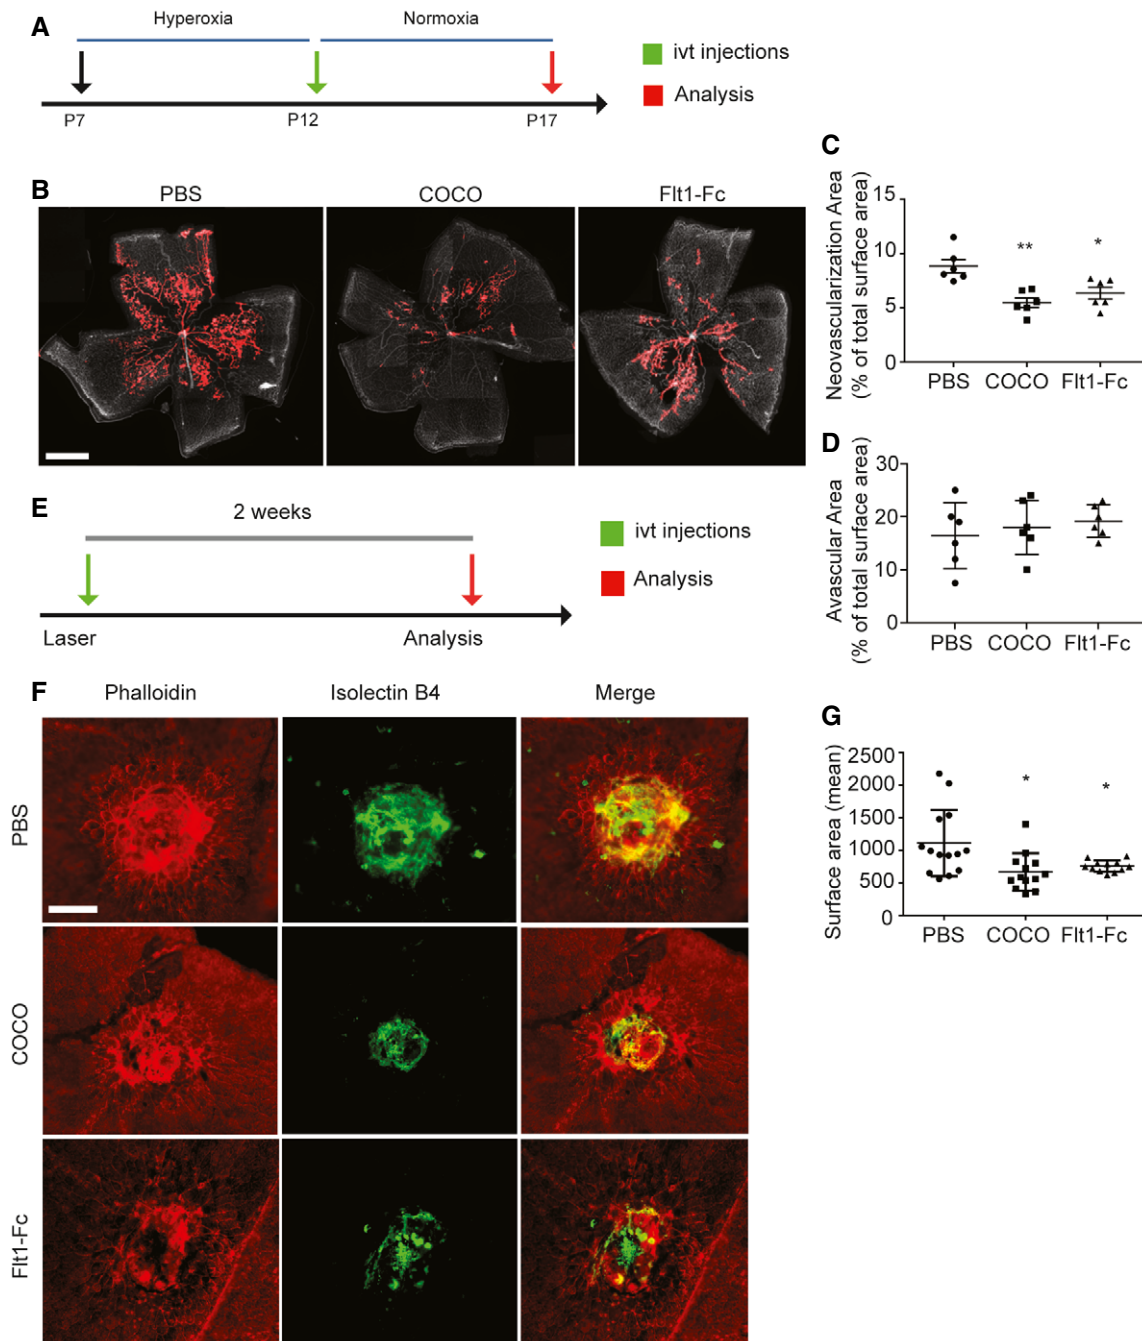 A
Hyperoxia
Normoxia
ivt injections
Analysis
P7
P12
P17
B
PBS
COCO
Flt1-Fc
C
Neovascularization Area
(% of total surface area)
15
10
5
0
PBS
COCO
Flt1-Fc
**
*
D
Avascular Area
(% of total surface area)
30
20
10
0
PBS
COCO
Flt1-Fc
E
2 weeks
ivt injections
Analysis
Laser
Analysis
F
Phalloidin
Isolectin B4
Merge
PBS
COCO
Flt1-Fc
G
Surface area (mean)
2500
2000
1500
1000
500
0
PBS
COCO
Flt1-Fc
*
*